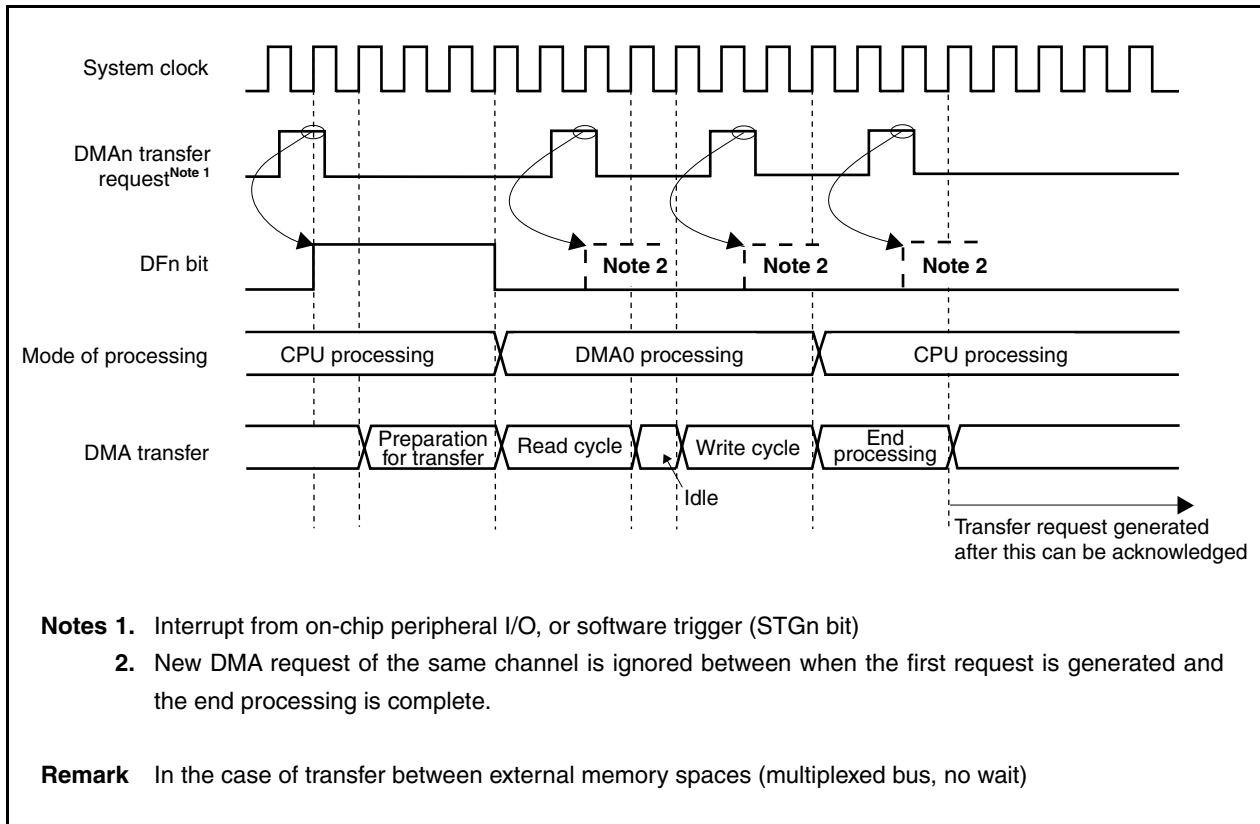 System clock
DMAn transfer
requestNote 1
DFn bit
Note 2
Note 2
Note 2
Mode of processing
CPU processing
DMA0 processing
CPU processing
DMA transfer
Preparation
for transfer
Read cycle
Idle
Write cycle
End
processing
Transfer request generated
after this can be acknowledged
Notes 1. Interrupt from on-chip peripheral I/O, or software trigger (STGn bit)
2. New DMA request of the same channel is ignored between when the first request is generated and
the end processing is complete.
Remark In the case of transfer between external memory spaces (multiplexed bus, no wait)